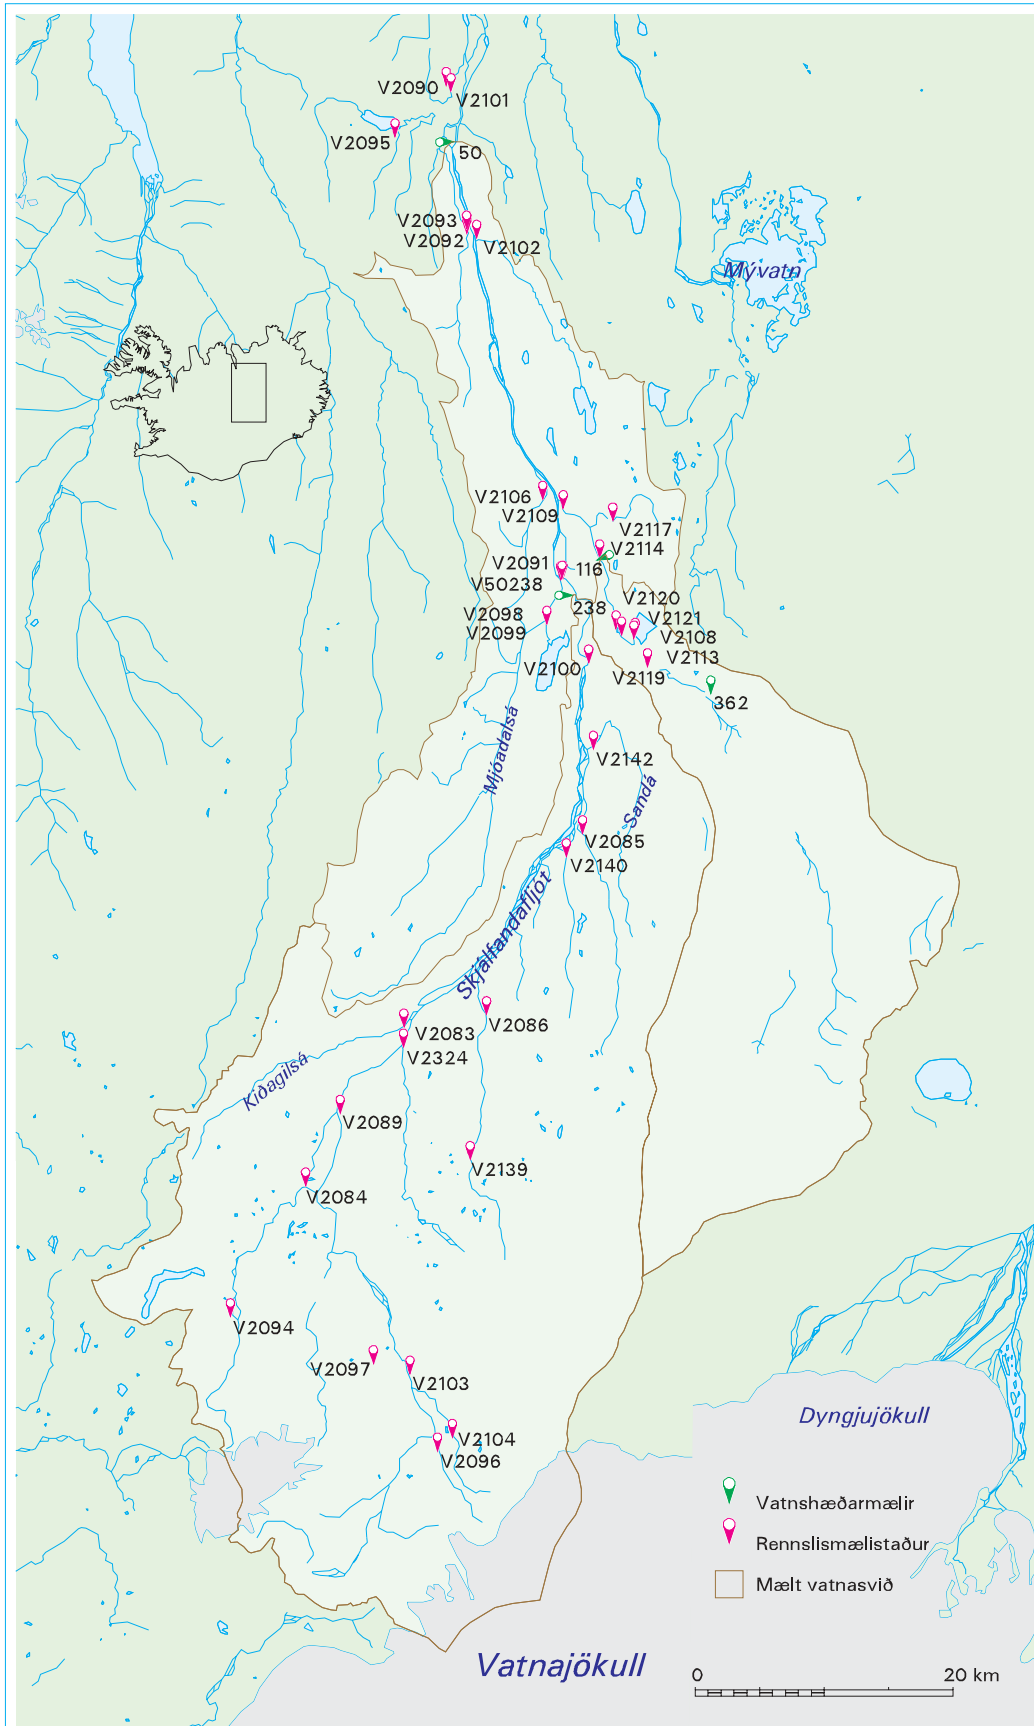 V2090
V2101
V2095
50
V2093
V2092
V2102
Mývatn
V2106
V2109
V2117
V2114
V2091
116
V50238
238
V2098
V2099
V2120
V2121
V2108
V2113
V2100
V2119
362
Mjóadalsá
V2142
Sandá
V2085
V2140
Skjálfandafljót
V2086
V2083
V2324
Kiðagilsá
V2089
V2139
V2084
V2094
V2097
V2103
V2104
V2096
Dyngjujökull
Vatnshæðarmælir
Rennslismælistaður
Mælt vatnasvið
Vatnajökull
0 20 km